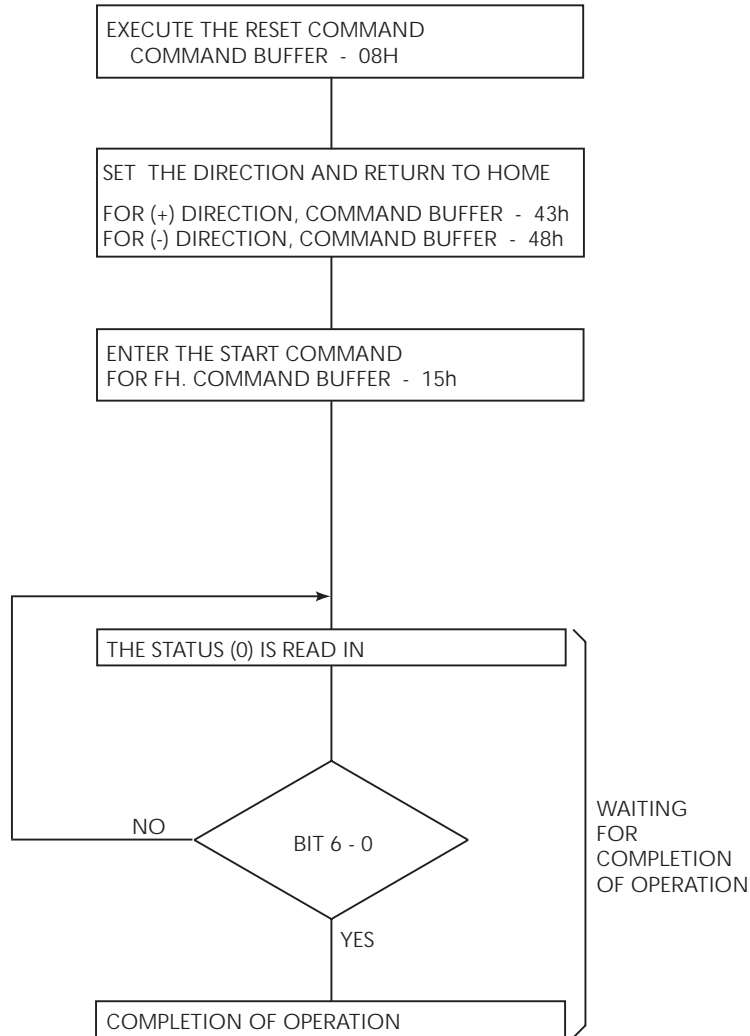 EXECUTE THE RESET COMMAND
COMMAND BUFFER - 08H
SET THE DIRECTION AND RETURN TO HOME
FOR (+) DIRECTION, COMMAND BUFFER - 43h
FOR (-) DIRECTION, COMMAND BUFFER - 48h
ENTER THE START COMMAND
FOR FH. COMMAND BUFFER - 15h
THE STATUS (0) IS READ IN
NO
BIT 6 - 0
YES
WAITING
FOR
COMPLETION
OF OPERATION
COMPLETION OF OPERATION